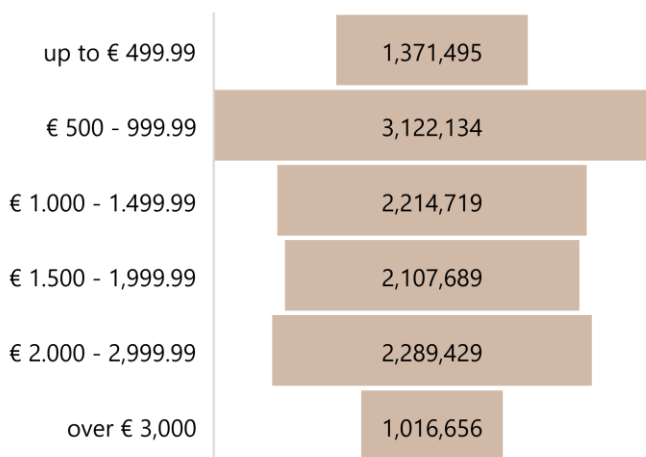 up to € 499.99 1,371,495
€ 500 - 999.99 3,122,134
€ 1.000 - 1.499.99 2,214,719
€ 1.500 - 1,999.99 2,107,689
€ 2.000 - 2,999.99 2,289,429
over € 3,000 1,016,656